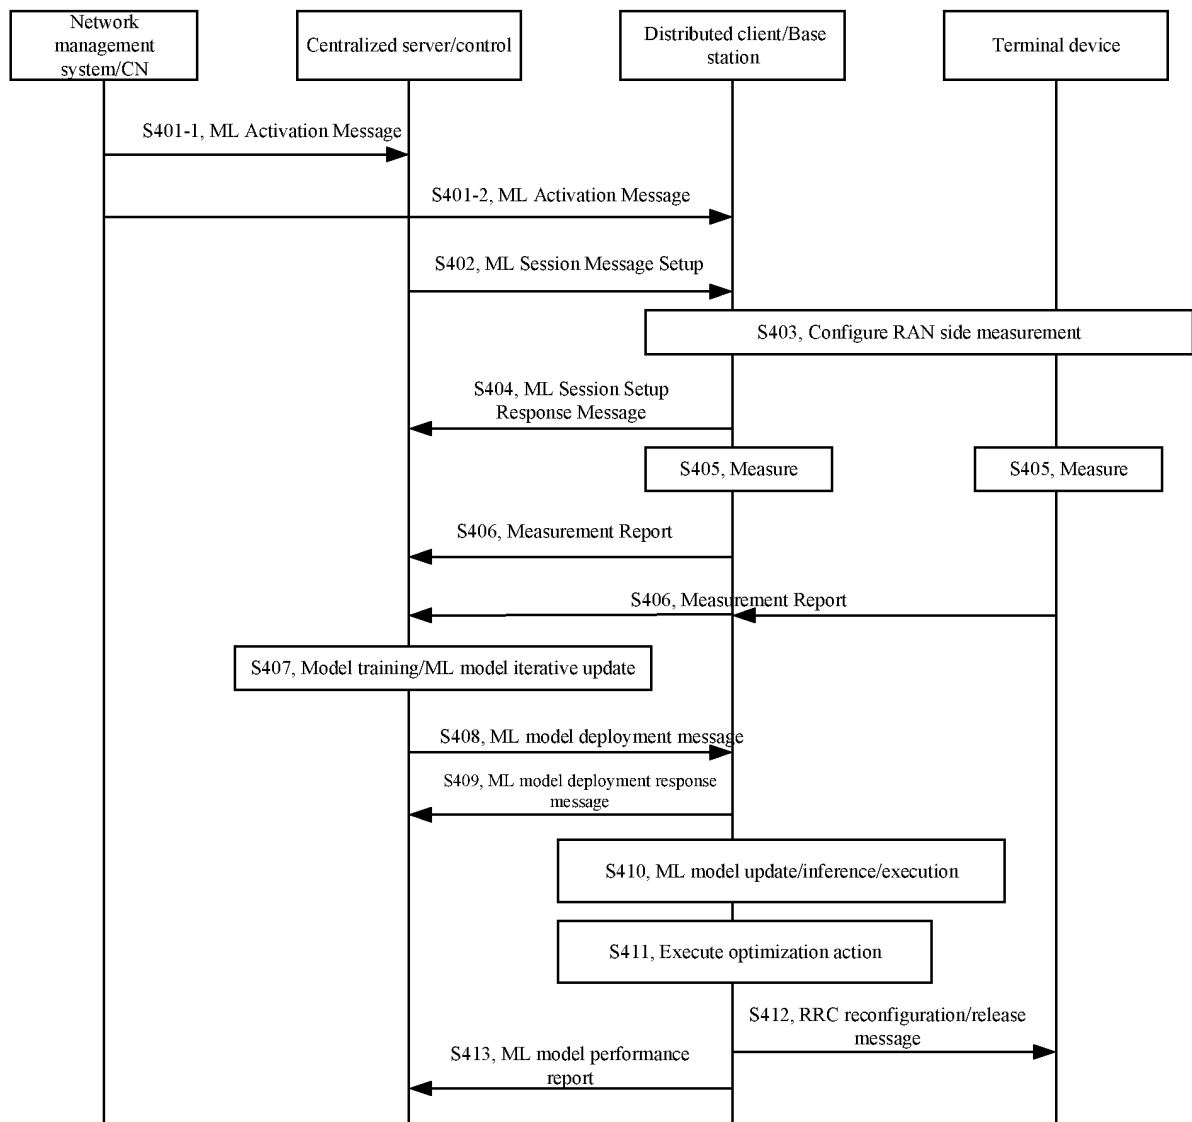 Network
management
system/CN
Centralized server/control
Distributed client/Base
station
Terminal device
S401-1, ML Activation Message
S401-2, ML Activation Message
S402, ML Session Message Setup
S403, Configure RAN side measurement
S404, ML Session Setup
Response Message
S405, Measure
S405, Measure
S406, Measurement Report
S406, Measurement Report
S407, Model training/ML model iterative update
S408, ML model deployment message
S409, ML model deployment response
message
S410, ML model update/inference/execution
S411, Execute optimization action
S412, RRC reconfiguration/release
message
S413, ML model performance
report